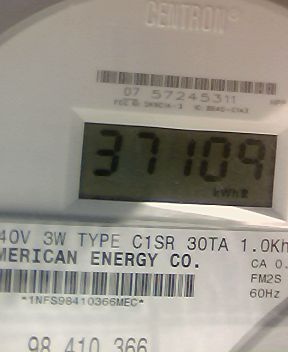 CENTRON
07 57245311
37109
kWh
40V 3W TYPE C1SR 30TA 1.0Kh
MERICAN ENERGY CO.
CA 0.
FM2S
60Hz
*1NFS98410366MEC*
98 410 366